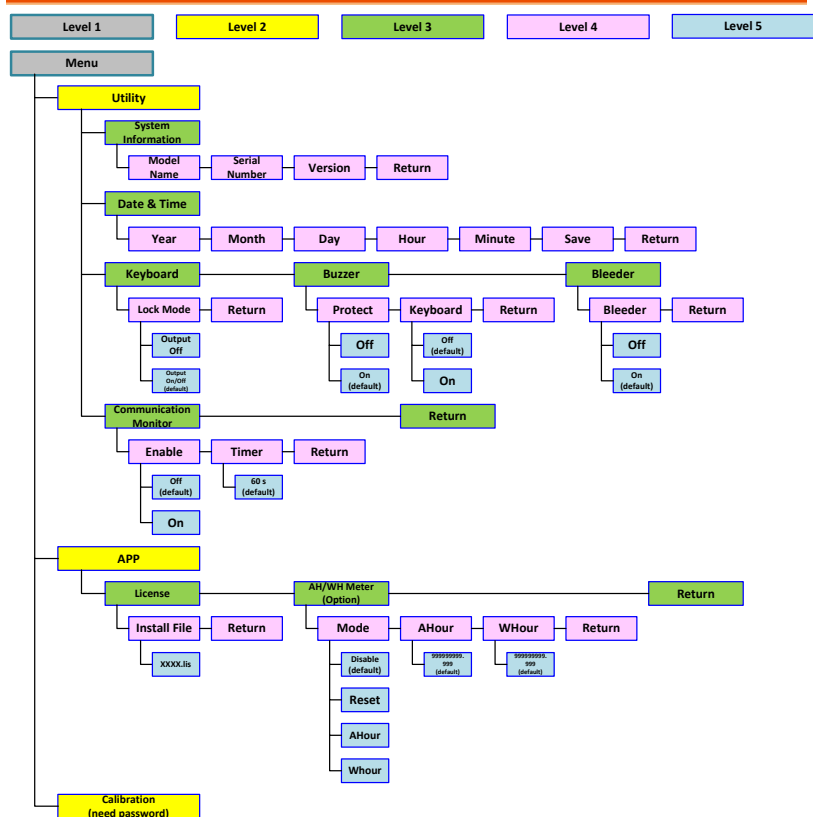 Level 1
Level 2
Level 3
Level 4
Level 5
Menu
Utility
System
Information
Model
Name
Serial
Number
Version
Return
Date & Time
Year
Month
Day
Hour
Minute
Save
Return
Keyboard
Buzzer
Bleeder
Lock Mode
Return
Protect
Keyboard
Return
Bleeder
Return
Output
Off
Off
Off
(default)
Off
Output
On/Off
(default)
On
(default)
On
On
(default)
Communication
Monitor
Return
Enable
Timer
Return
Off
(default)
60 s
(default)
On
APP
License
AH/WH Meter
(Option)
Return
Install File
Return
Mode
AHour
WHour
Return
XXXX.lis
Disable
(default)
999999999.
999
(default)
999999999.
999
(default)
Reset
AHour
Whour
Calibration
(need password)